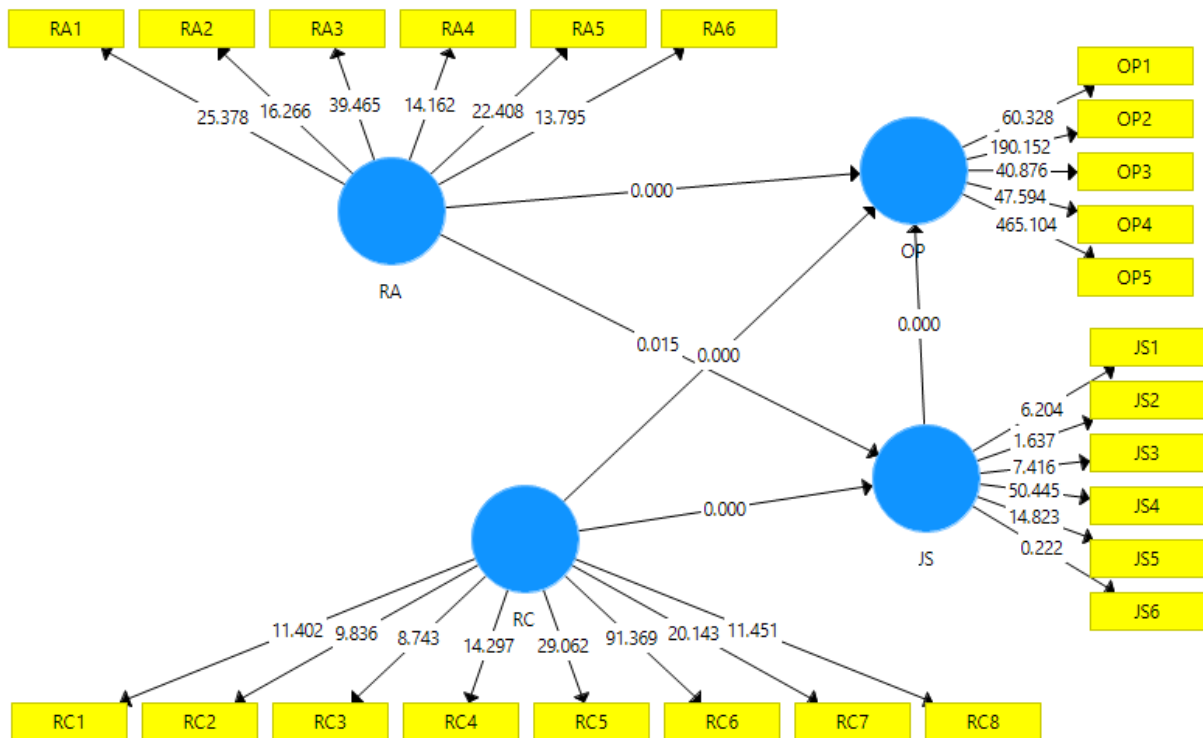 RA1 RA2 RA3 RA4 RA5 RA6
25.378 16.266 39.465 14.162 22.408 13.795
RA
0.000
0.015
0.000
OP1
OP2
OP3
OP4
OP5
60.328
190.152
40.876
47.594
465.104
OP
0.000
JS1
JS2
JS3
JS4
JS5
JS6
6.204
1.637
7.416
50.445
14.823
0.222
JS
0.000
RC
11.402 9.836 8.743 14.297 29.062 91.369 20.143 11.451
RC1 RC2 RC3 RC4 RC5 RC6 RC7 RC8